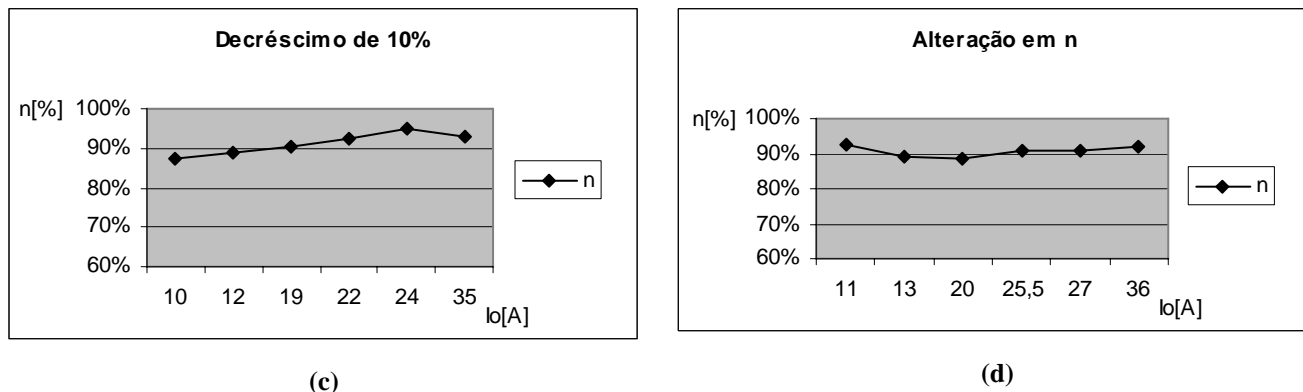 Decréscimo de 10%
n[%]
100%
90%
80%
70%
60%
10 12 19 22 24 35
Io[A]
n
(c)
Alteração em n
n[%]
100%
90%
80%
70%
60%
11 13 20 25,5 27 36
Io[A]
n
(d)